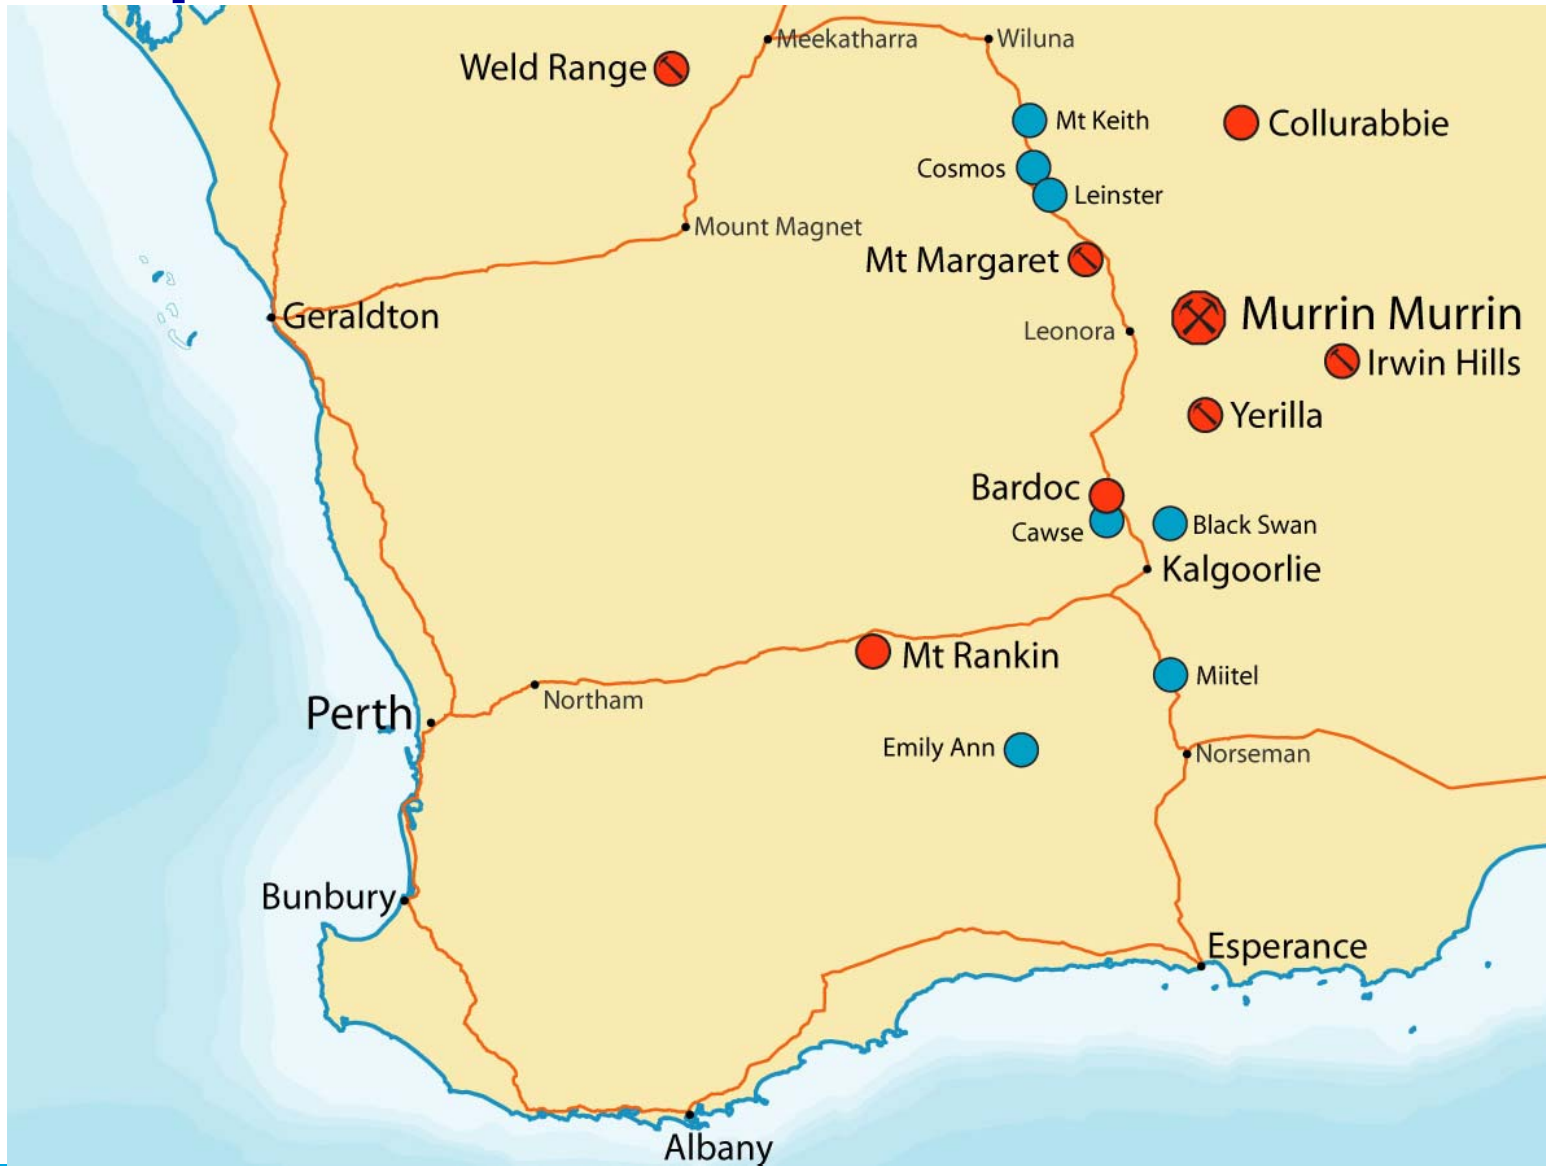 Meekatharra
Wiluna
Weld Range
Mt Keith
Collurabbie
Cosmos
Leinster
Mount Magnet
Mt Margaret
Geraldton
Murrin Murrin
Leonora
Irwin Hills
Yerilla
Bardoc
Cawse
Black Swan
Kalgoorlie
Mt Rankin
Miitel
Northam
Perth
Emily Ann
Norseman
Bunbury
Esperance
Albany